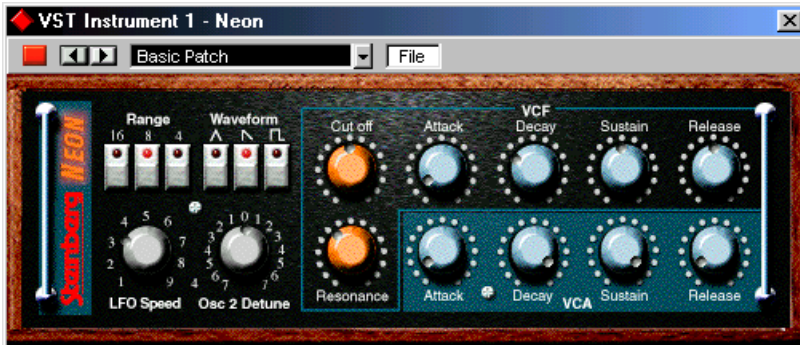 VST Instrument 1 - Neon
Basic Patch
File
Steinberg NEON
Range
16 8 4
Waveform
VCF
Cut off
Attack
Decay
Sustain
Release
1 2 3 4 5 6 7 8 9
LFO Speed
7 6 4 5 4 3 2 1 0 1 2 3 4 5 6 7
Osc 2 Detune
Resonance
Attack
Decay
VCA
Sustain
Release